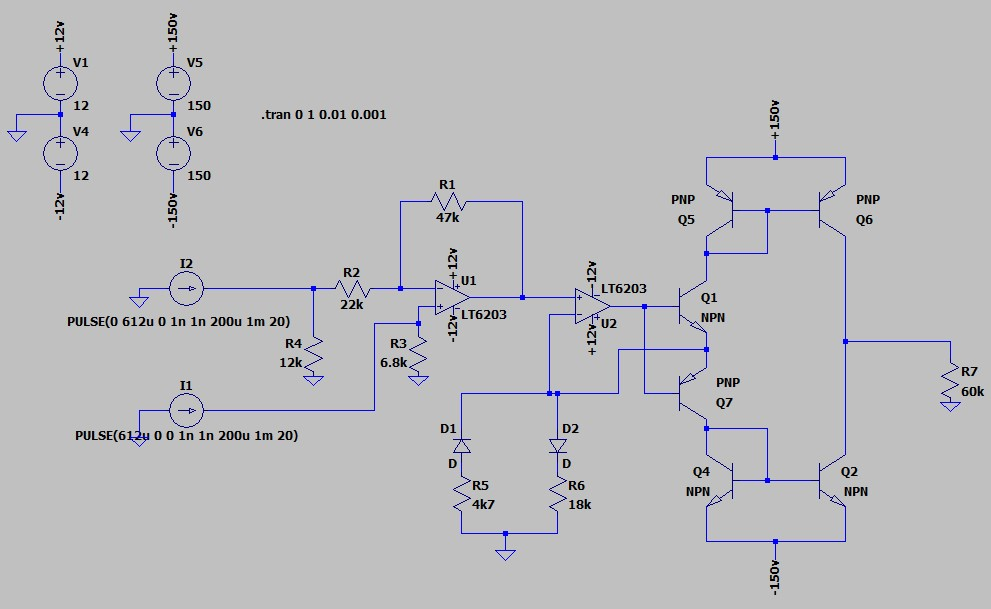 +12v
+150v
V1
V5
12
150
.tran 0 1 0.01 0.001
V4
V6
12
150
-12v
-150v
+150v
R1
47k
PNP
Q5
PNP
Q6
I2
R2
22k
+12v
U1
LT6203
-12v
-12v
LT6203
U2
+12v
Q1
NPN
PULSE(0 612u 0 1n 1n 200u 1m 20)
R4
12k
R3
6.8k
I1
PULSE(612u 0 0 1n 1n 200u 1m 20)
PNP
Q7
R7
60k
D1
D
D2
D
R5
4k7
R6
18k
Q4
NPN
Q2
NPN
-150v